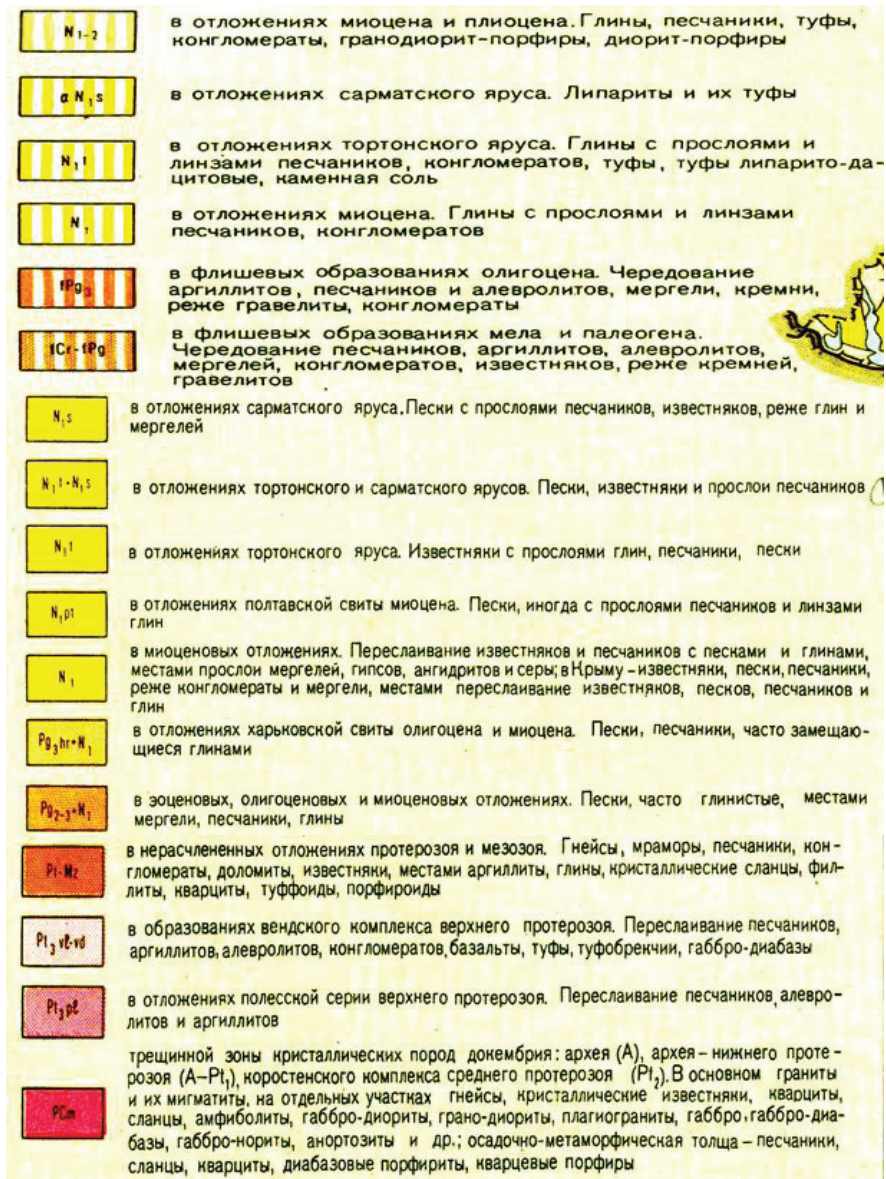 N₁₋₂
в отложениях миоцена и плиоцена. Глины, песчаники, туфы,
конгломераты, гранодиорит-порфиры, диорит-порфиры
α N₁ s
в отложениях сарматского яруса. Липариты и их туфы
N₁ t
в отложениях тортонского яруса. Глины с прослоями и
линзами песчаников, конгломератов, туфы, туфы липарито-да-
цитовые, каменная соль
N₁
в отложениях миоцена. Глины с прослоями и линзами
песчаников, конгломератов
fPg₃
в флишевых образованиях олигоцена. Чередование
аргиллитов, песчаников и алевролитов, мергели, кремни,
реже гравелиты, конгломераты
fCr-fPg
в флишевых образованиях мела и палеогена.
Чередование песчаников, аргиллитов, алевролитов,
мергелей, конгломератов, известняков, реже кремней,
гравелитов
N₁s
в отложениях сарматского яруса. Пески с прослоями песчаников, известняков, реже глин и
мергелей
N₁t-N₁s
в отложениях тортонского и сарматского ярусов. Пески, известняки и прослои песчаников
N₁t
в отложениях тортонского яруса. Известняки с прослоями глин, песчаники, пески
N₁pt
в отложениях полтавской свиты миоцена. Пески, иногда с прослоями песчаников и линзами
глин
N₁
в миоценовых отложениях. Переслаивание известняков и песчаников с песками и глинами,
местами прослои мергелей, гипсов, ангидритов и серы; в Крыму – известняки, пески, песчаники,
реже конгломераты и мергели, местами переслаивание известняков, песков, песчаников и
глин
Pg₃hr+N₁
в отложениях харьковской свиты олигоцена и миоцена. Пески, песчаники, часто замещаю-
щиеся глинами
Pg₂₋₃+N₁
в эоценовых, олигоценовых и миоценовых отложениях. Пески, часто глинистые, местами
мергели, песчаники, глины
Pt-Mz
в нерасчлененных отложениях протерозоя и мезозоя. Гнейсы, мраморы, песчаники, кон-
гломераты, доломиты, известняки, местами аргиллиты, глины, кристаллические сланцы, фил-
литы, кварциты, туффоиды, порфироиды
Pt₃ vℓ-vd
в образованиях вендского комплекса верхнего протерозоя. Переслаивание песчаников,
аргиллитов, алевролитов, конгломератов, базальты, туфы, туфобрекчии, габбро-диабазы
Pt₃pℓ
в отложениях полесской серии верхнего протерозоя. Переслаивание песчаников, алевро-
литов и аргиллитов
трещинной зоны кристаллических пород докембрия: архея (А), архея – нижнего проте-
розоя (А–Pt₁), коростенского комплекса среднего протерозоя (Pt₂). В основном граниты
и их мигматиты, на отдельных участках гнейсы, кристаллические известняки, кварциты,
PCm
сланцы, амфиболиты, габбро-диориты, грано-диориты, плагиограниты, габбро, габбро-диа-
базы, габбро-нориты, анортозиты и др.; осадочно-метаморфическая толща – песчаники,
сланцы, кварциты, диабазовые порфириты, кварцевые порфиры